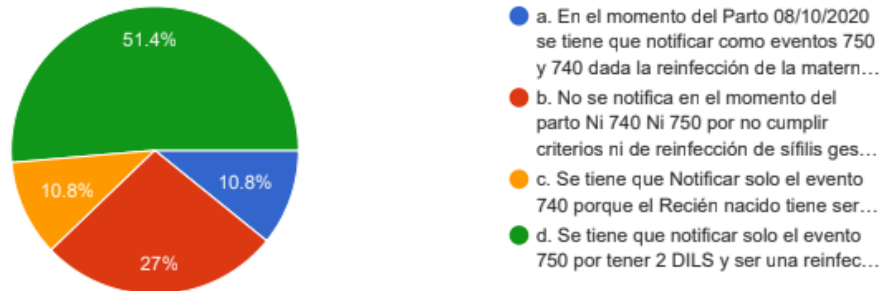 51.4%
10.8%
10.8%
27%
a. En el momento del Parto 08/10/2020
se tiene que notificar como eventos 750
y 740 dada la reinfección de la matern…
b. No se notifica en el momento del
parto Ni 740 Ni 750 por no cumplir
criterios ni de reinfección de sífilis ges…
c. Se tiene que Notificar solo el evento
740 porque el Recién nacido tiene ser…
d. Se tiene que notificar solo el evento
750 por tener 2 DILS y ser una reinfec…